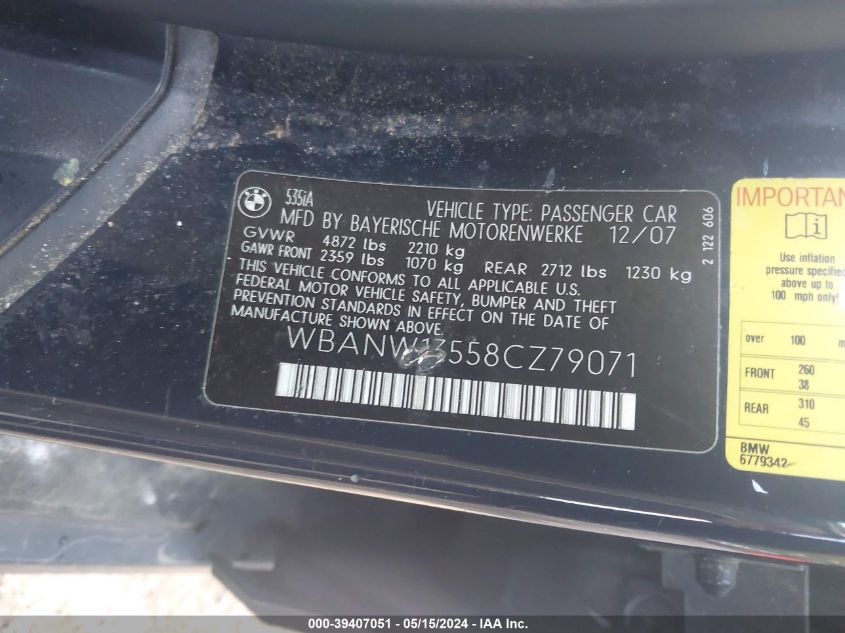 BMW
535iA
VEHICLE TYPE: PASSENGER CAR
MFD BY BAYERISCHE MOTORENWERKE 12/07
GVWR 4872 lbs 2210 kg
GAWR FRONT 2359 lbs 1070 kg REAR 2712 lbs 1230 kg
THIS VEHICLE CONFORMS TO ALL APPLICABLE U.S.
FEDERAL MOTOR VEHICLE SAFETY, BUMPER AND THEFT
PREVENTION STANDARDS IN EFFECT ON THE DATE OF
MANUFACTURE SHOWN ABOVE.
WBANW13558CZ79071
2 122 606
IMPORTAN
Use inflation
pressure specified
above up to
100 mph only!
over 100 m
FRONT 260
38
REAR 310
45
BMW
6779342
000-39407051 / 05/15/2024 - IAA Inc.